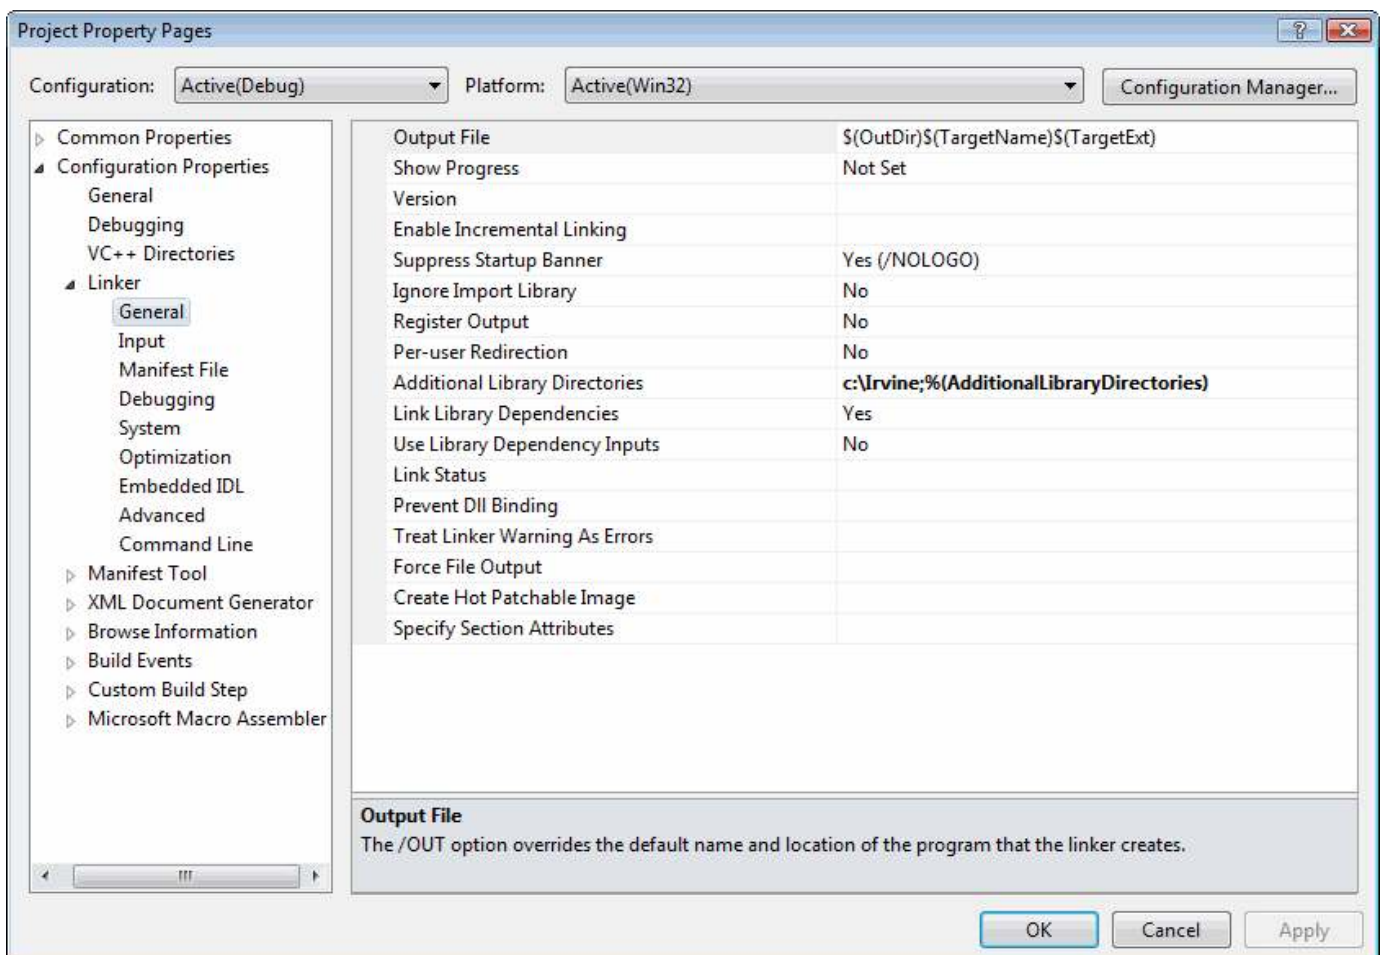 Project Property Pages
Configuration: Active(Debug) Platform: Active(Win32) Configuration Manager...
Common Properties
Configuration Properties
General
Debugging
VC++ Directories
Linker
General
Input
Manifest File
Debugging
System
Optimization
Embedded IDL
Advanced
Command Line
Manifest Tool
XML Document Generator
Browse Information
Build Events
Custom Build Step
Microsoft Macro Assembler
Output File $(OutDir)$(TargetName)$(TargetExt)
Show Progress Not Set
Version
Enable Incremental Linking
Suppress Startup Banner Yes (/NOLOGO)
Ignore Import Library No
Register Output No
Per-user Redirection No
Additional Library Directories c:\Irvine;%(AdditionalLibraryDirectories)
Link Library Dependencies Yes
Use Library Dependency Inputs No
Link Status
Prevent Dll Binding
Treat Linker Warning As Errors
Force File Output
Create Hot Patchable Image
Specify Section Attributes
Output File
The /OUT option overrides the default name and location of the program that the linker creates.
OK Cancel Apply